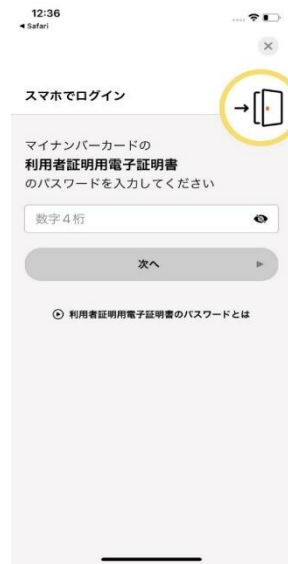 12:36
◀ Safari
スマホでログイン
マイナンバーカードの
利用者証明用電子証明書
のパスワードを入力してください
数字4桁
次へ
利用者証明用電子証明書のパスワードとは